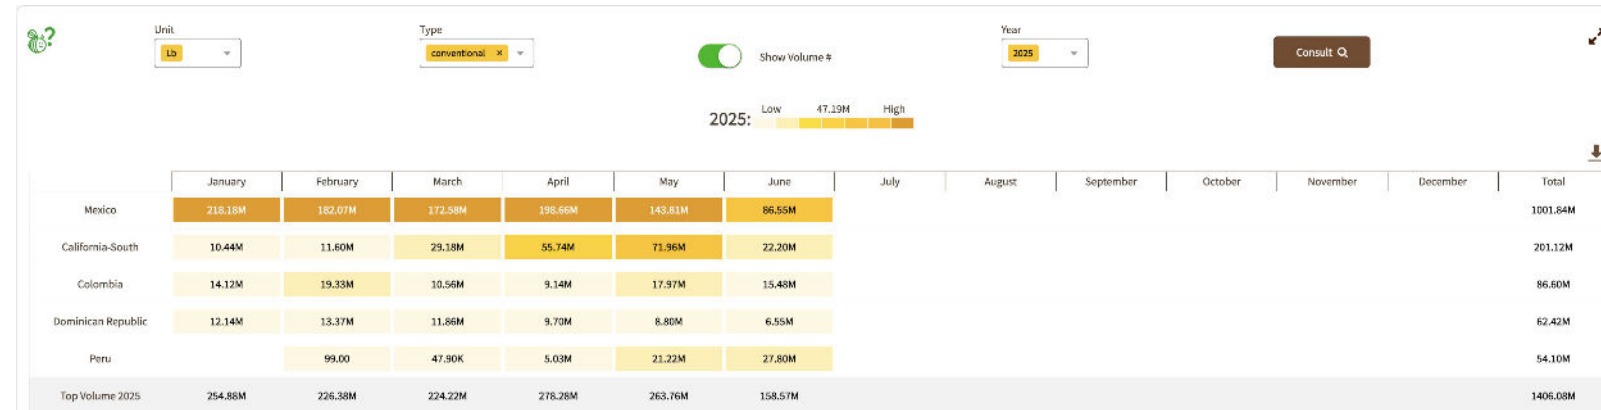 Unit Type Year
Lb conventional × Show Volume # 2025 Consult
2025: Low 47.19M High
January February March April May June July August September October November December Total
Mexico 218.18M 182.07M 172.58M 198.66M 143.81M 86.55M 1001.84M
California-South 10.44M 11.60M 29.18M 55.74M 71.96M 22.20M 201.12M
Colombia 14.12M 19.33M 10.56M 9.14M 17.97M 15.48M 86.60M
Dominican Republic 12.14M 13.37M 11.86M 9.70M 8.80M 6.55M 62.42M
Peru 99.00 47.90K 5.03M 21.22M 27.80M 54.10M
Top Volume 2025 254.88M 226.38M 224.22M 278.28M 263.76M 158.57M 1406.08M